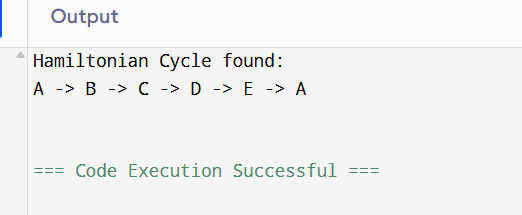 Output
Hamiltonian Cycle found:
A -> B -> C -> D -> E -> A
=== Code Execution Successful ===